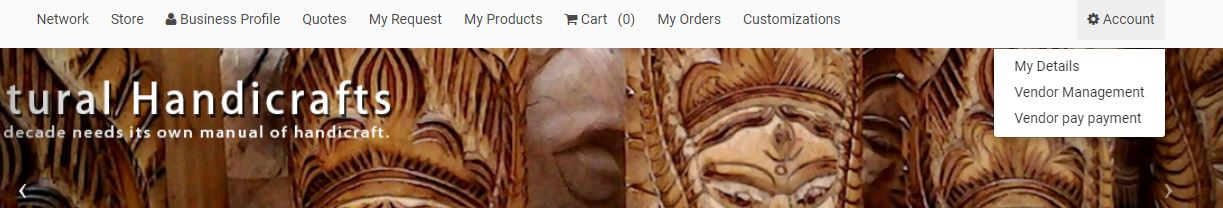 Network Store Business Profile Quotes My Request My Products Cart (0) My Orders Customizations Account
My Details
Vendor Management
Vendor pay payment
tural Handicrafts
decade needs its own manual of handicraft.